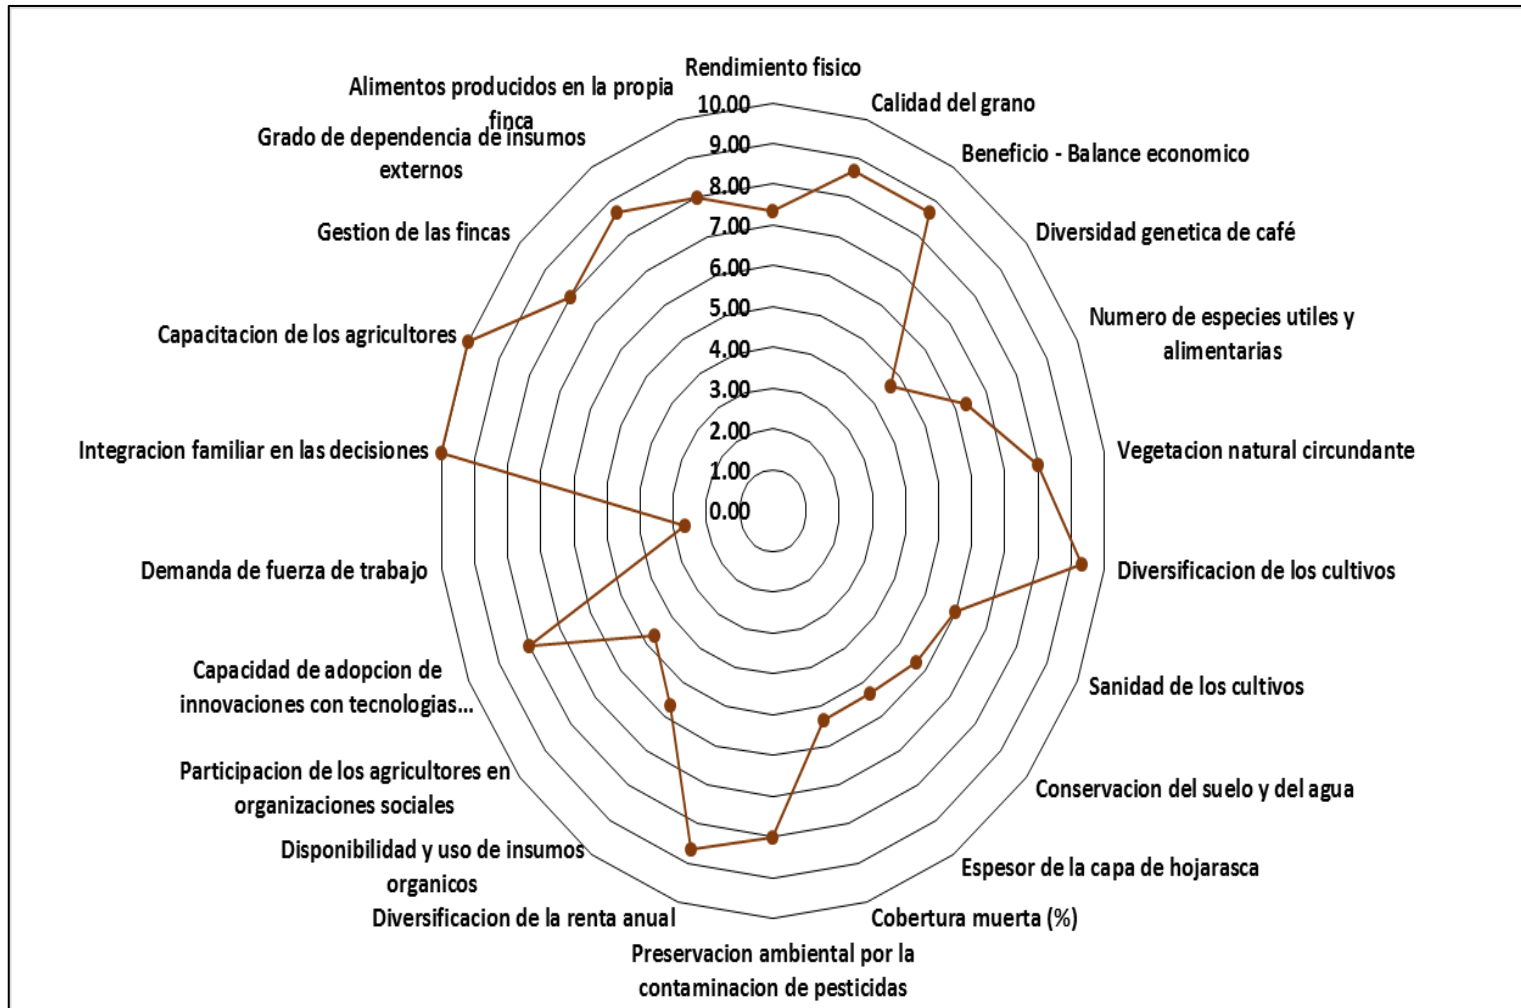 Rendimiento fisico
Calidad del grano
Beneficio - Balance economico
Diversidad genetica de café
Numero de especies utiles y
alimentarias
Vegetacion natural circundante
Diversificacion de los cultivos
Sanidad de los cultivos
Conservacion del suelo y del agua
Espesor de la capa de hojarasca
Cobertura muerta (%)
Preservacion ambiental por la
contaminacion de pesticidas
Diversificacion de la renta anual
Disponibilidad y uso de insumos
organicos
Participacion de los agricultores en
organizaciones sociales
Capacidad de adopcion de
innovaciones con tecnologias...
Demanda de fuerza de trabajo
Integracion familiar en las decisiones
Capacitacion de los agricultores
Gestion de las fincas
Grado de dependencia de insumos
externos
Alimentos producidos en la propia
finca
10.00
9.00
8.00
7.00
6.00
5.00
4.00
3.00
2.00
1.00
0.00